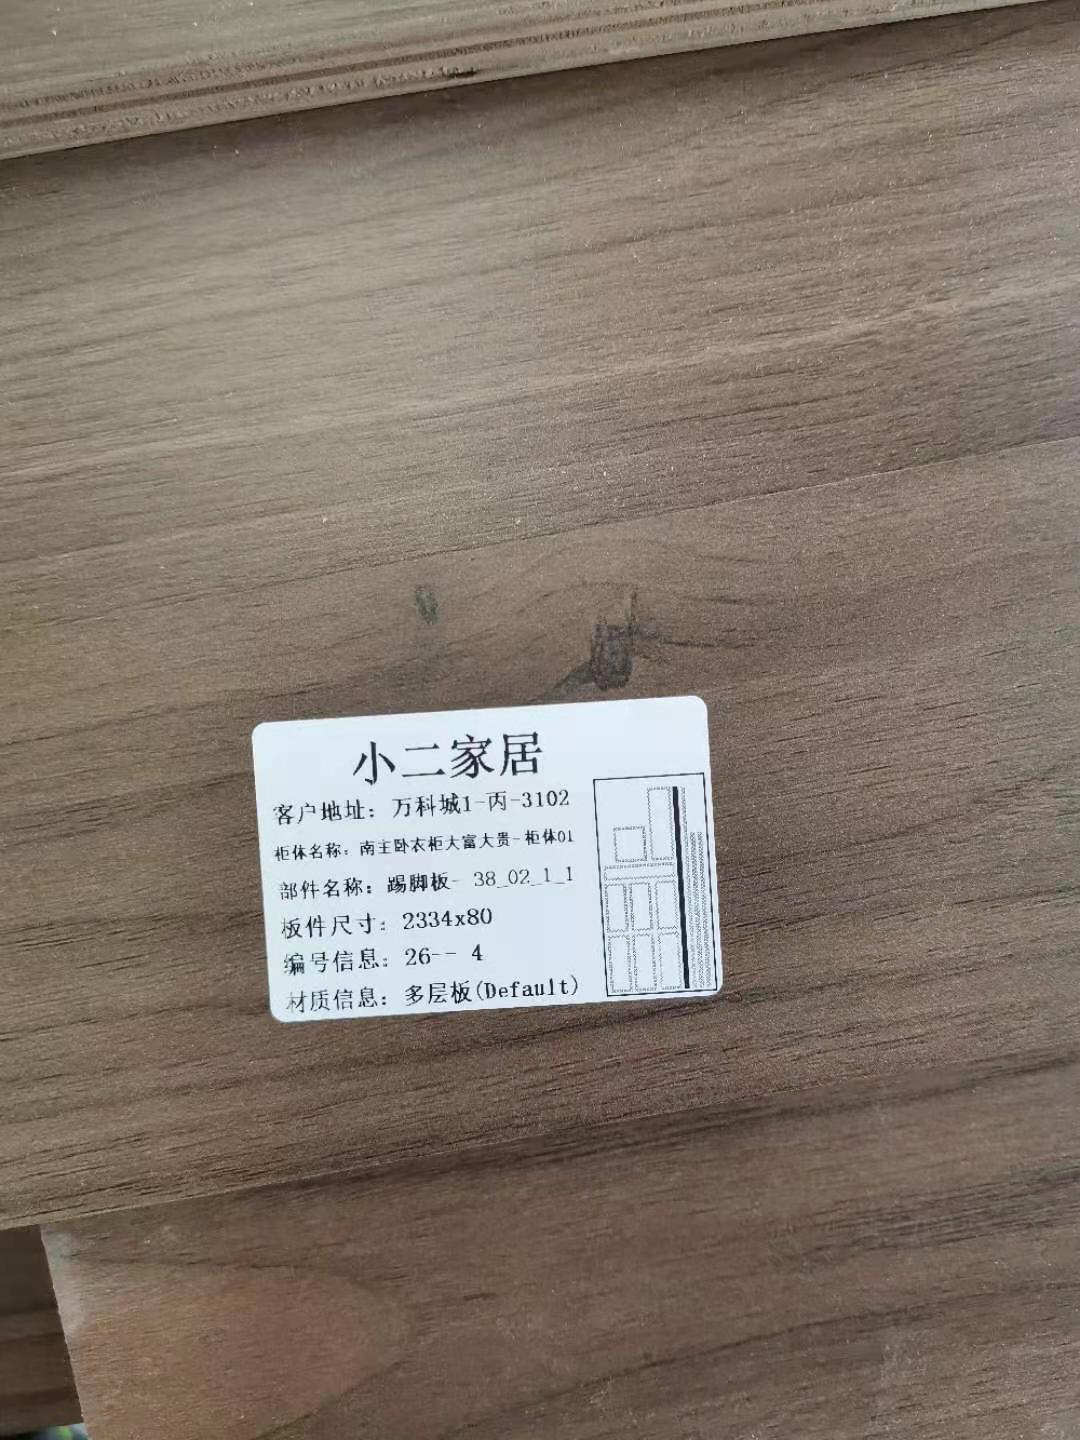 小二家居
客户地址：万科城1-丙-3102
柜体名称：南主卧衣柜大富大贵-柜体01
部件名称：踢脚板- 38_02_1_1
板件尺寸：2334x80
编号信息：26-- 4
材质信息：多层板(Default)